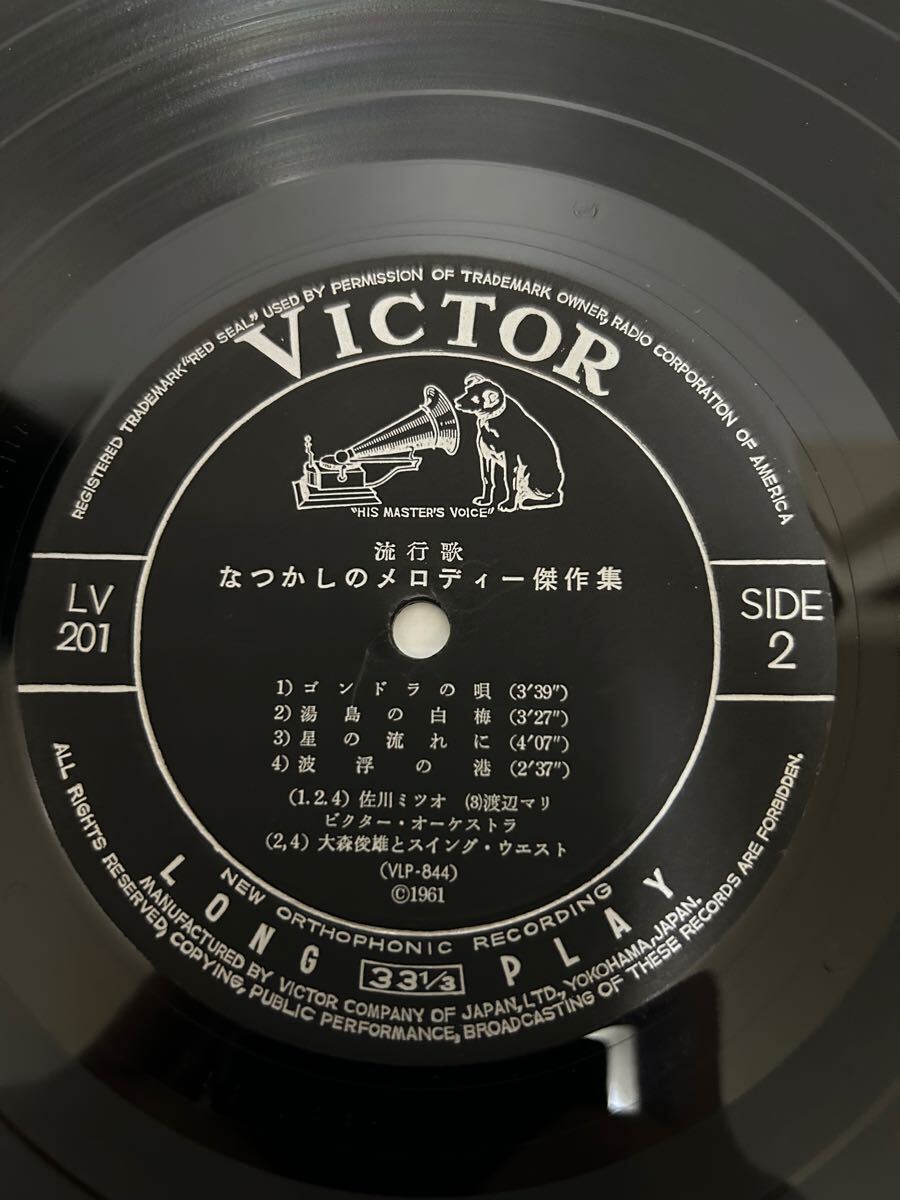 REGISTERED TRADEMARK "RED SEAL" USED BY PERMISSION OF TRADEMARK OWNER, RADIO CORPORATION OF AMERICA
VICTOR
"HIS MASTER'S VOICE"
流行歌
なつかしのメロディー傑作集
LV
201
SIDE
2
1) ゴンドラの唄 (3′39″)
2) 湯島の白梅 (3′27″)
3) 星の流れに (4′07″)
4) 波浮の港 (2′37″)
(1.2.4) 佐川ミツオ (3)渡辺マリ
ビクター・オーケストラ
(2,4) 大森俊雄とスイング・ウエスト
(VLP-844)
©1961
NEW ORTHOPHONIC RECORDING
LONG 33 1/3 PLAY
MANUFACTURED BY VICTOR COMPANY OF JAPAN, LTD., YOKOHAMA, JAPAN.
ALL RIGHTS RESERVED, COPYING, PUBLIC PERFORMANCE, BROADCASTING OF THESE RECORDS ARE FORBIDDEN.